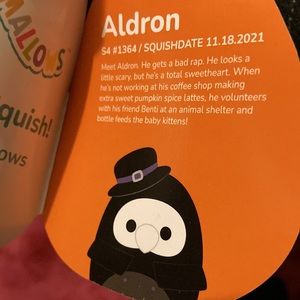 MALLOWS
quish!
ows
Aldron
S4 #1364 / SQUISHDATE 11.18.2021
Meet Aldron. He gets a bad rap. He looks a
little scary, but he's a total sweetheart. When
he's not working at his coffee shop making
extra sweet pumpkin spice lattes, he volunteers
with his friend Benti at an animal shelter and
bottle feeds the baby kittens!